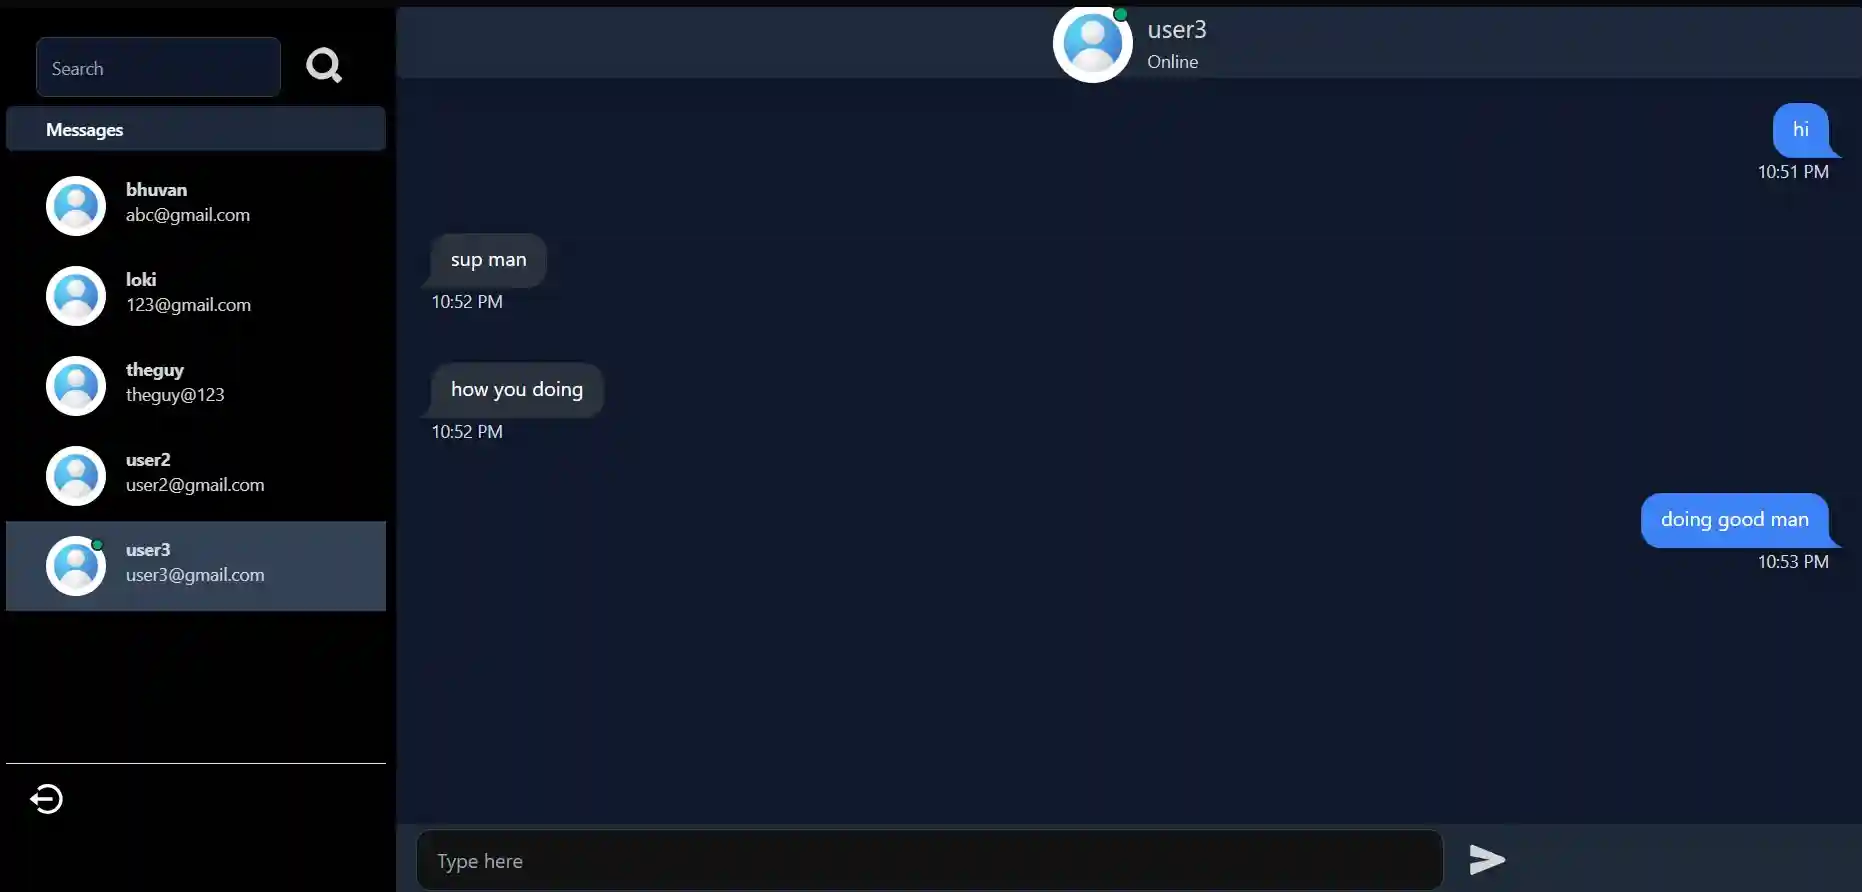 Search
Messages
bhuvan
abc@gmail.com
loki
123@gmail.com
theguy
theguy@123
user2
user2@gmail.com
user3
user3@gmail.com
user3
Online
hi
10:51 PM
sup man
10:52 PM
how you doing
10:52 PM
doing good man
10:53 PM
Type here